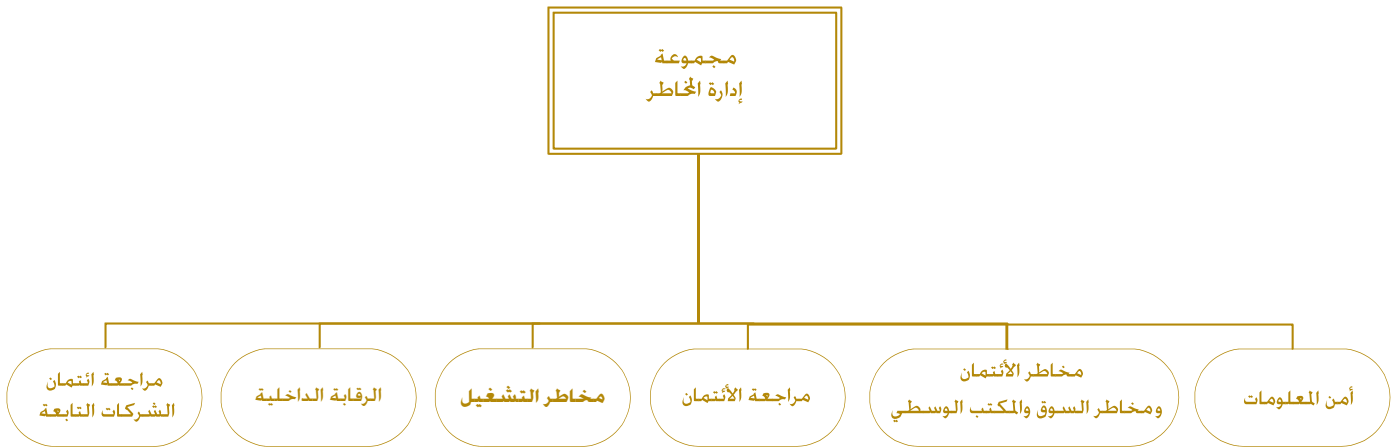 مجموعة
إدارة المخاطر
أمن المعلومات
مخاطر الأئتمان
ومخاطر السوق والمكتب الوسطي
مراجعة الأئتمان
مخاطر التشغيل
الرقابة الداخلية
مراجعة ائتمان
الشركات التابعة